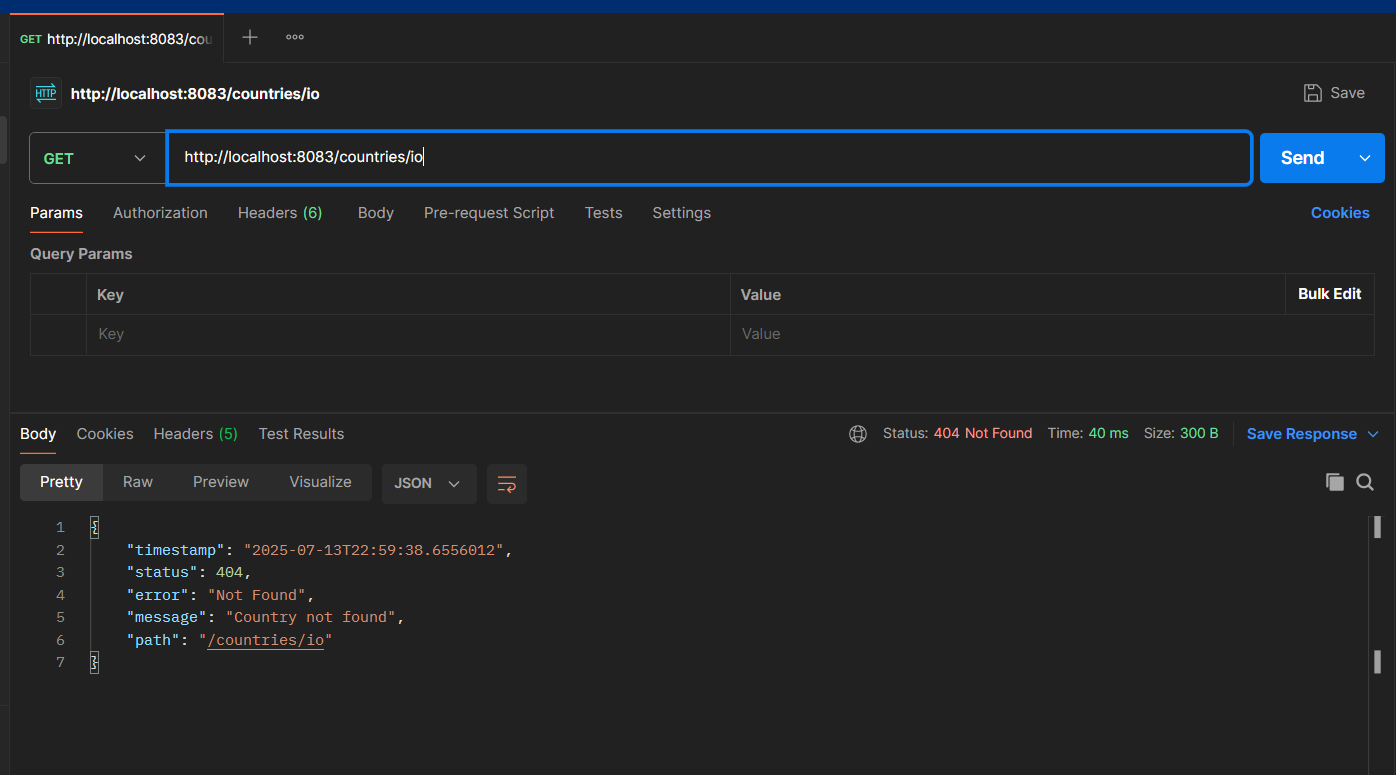 GET http://localhost:8083/cou
HTTP http://localhost:8083/countries/io Save
GET http://localhost:8083/countries/io Send
Params Authorization Headers (6) Body Pre-request Script Tests Settings Cookies
Query Params
Key Value Bulk Edit
Key Value
Body Cookies Headers (5) Test Results Status: 404 Not Found Time: 40 ms Size: 300 B Save Response
Pretty Raw Preview Visualize JSON
1 {
2 "timestamp": "2025-07-13T22:59:38.6556012",
3 "status": 404,
4 "error": "Not Found",
5 "message": "Country not found",
6 "path": "/countries/io"
7 }